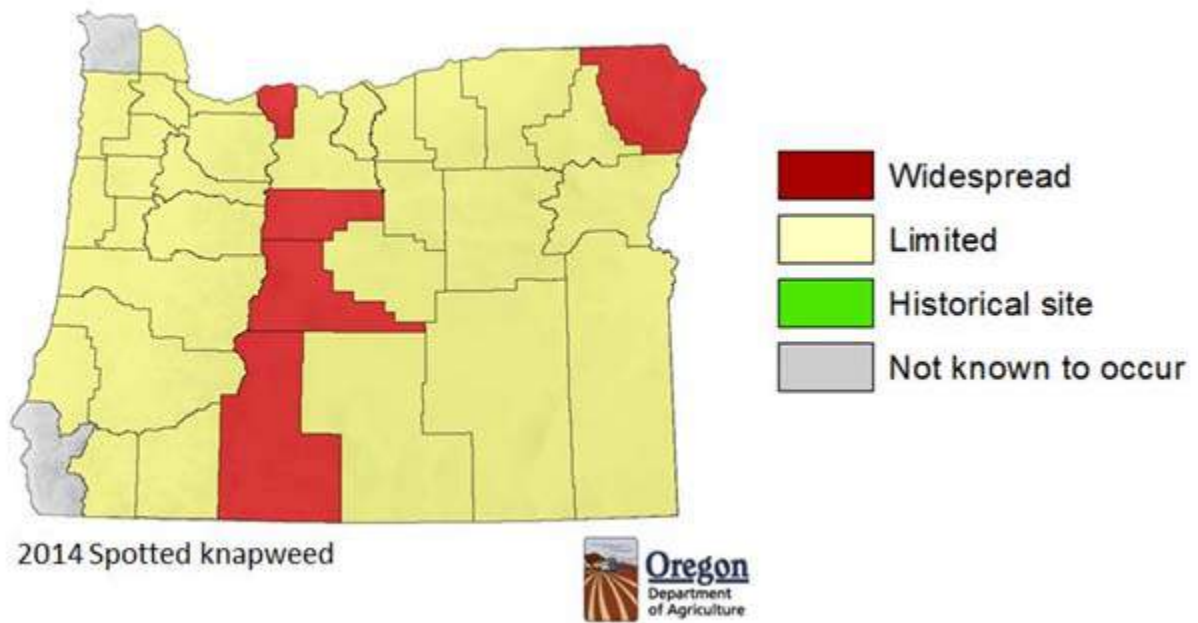 Widespread
Limited
Historical site
Not known to occur
2014 Spotted knapweed
Oregon
Department
of Agriculture